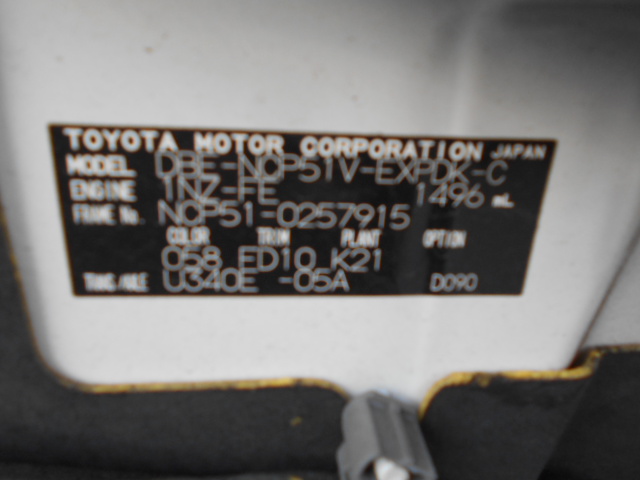 TOYOTA MOTOR CORPORATION JAPAN
MODEL DBE-NCP51V-EXPDK-C
ENGINE 1NZ-FE 1496 mL
FRAME No. NCP51-0257915
COLOR TRIM PLANT OPTION
058 FD10 K21
TRANS/AXLE U340E -05A D090